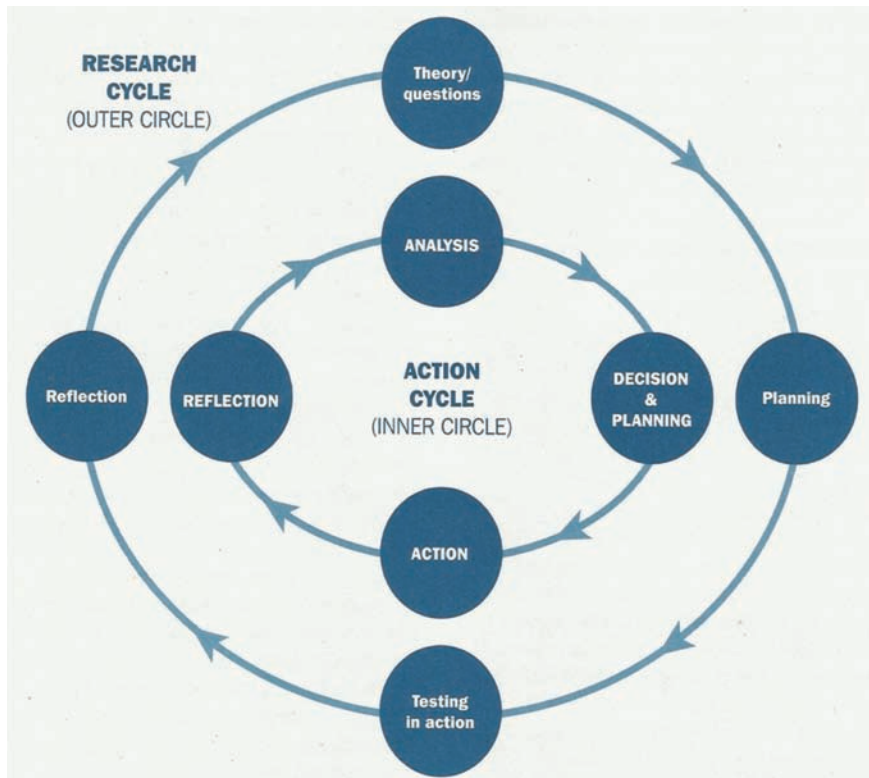 RESEARCH
CYCLE
(OUTER CIRCLE)
Theory/
questions
ANALYSIS
Reflection
REFLECTION
ACTION
CYCLE
(INNER CIRCLE)
DECISION
&
PLANNING
Planning
ACTION
Testing
in action